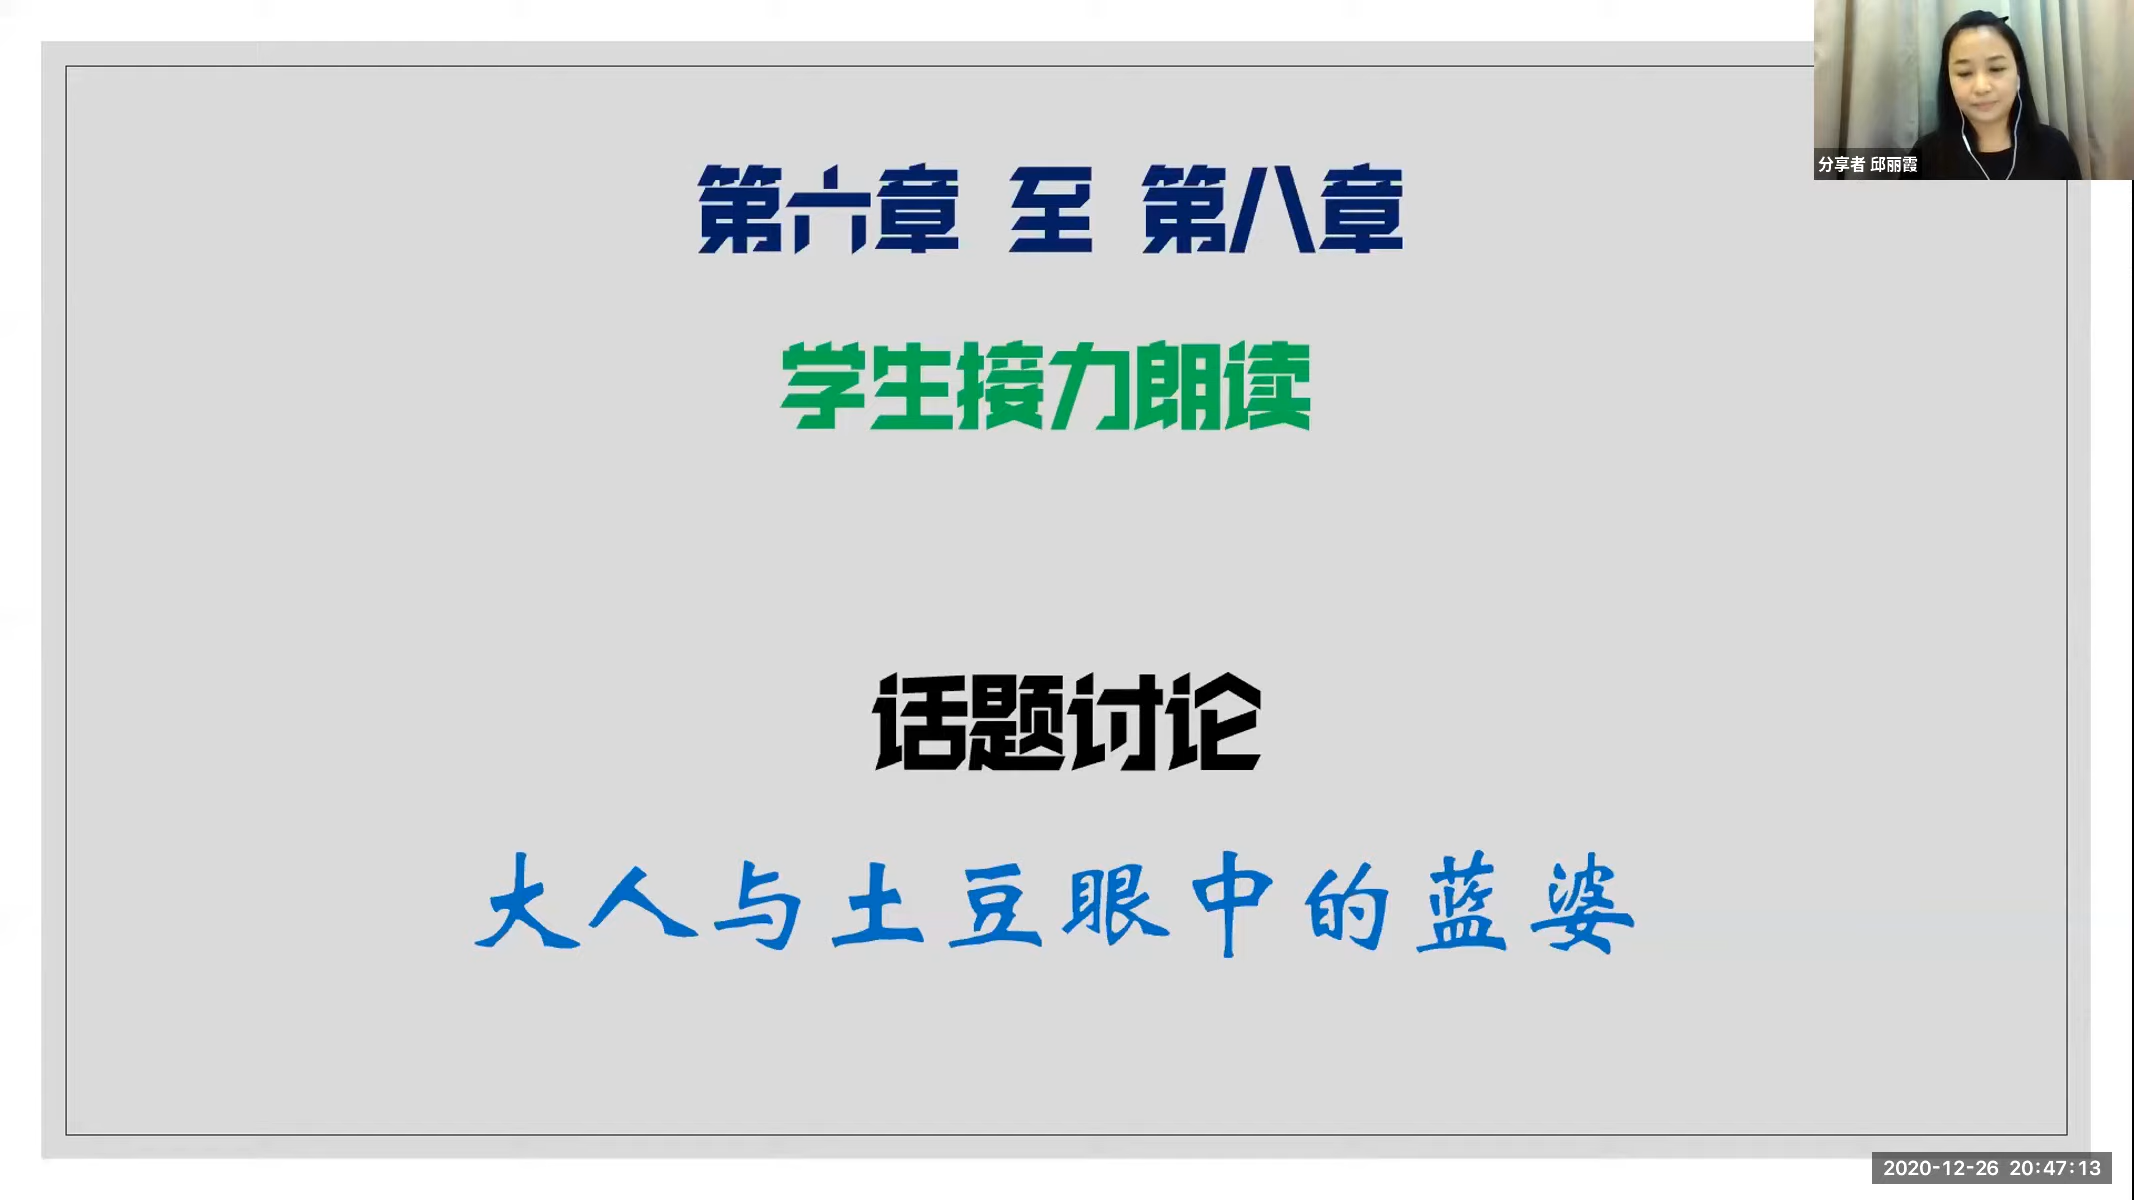 分享者 邱丽霞
第六章 至 第八章
学生接力朗读
话题讨论
大人与土豆眼中的蓝婆
2020-12-26 20:47:13